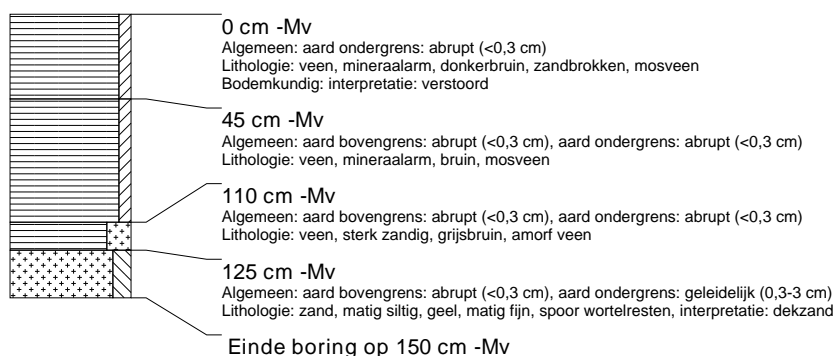 0 cm -Mv
Algemeen: aard ondergrens: abrupt (<0,3 cm)
Lithologie: veen, mineraalarm, donkerbruin, zandbrokken, mosveen
Bodemkundig: interpretatie: verstoord
45 cm -Mv
Algemeen: aard bovengrens: abrupt (<0,3 cm), aard ondergrens: abrupt (<0,3 cm)
Lithologie: veen, mineraalarm, bruin, mosveen
110 cm -Mv
Algemeen: aard bovengrens: abrupt (<0,3 cm), aard ondergrens: abrupt (<0,3 cm)
Lithologie: veen, sterk zandig, grijsbruin, amorf veen
125 cm -Mv
Algemeen: aard bovengrens: abrupt (<0,3 cm), aard ondergrens: geleidelijk (0,3-3 cm)
Lithologie: zand, matig siltig, geel, matig fijn, spoor wortelresten, interpretatie: dekzand
Einde boring op 150 cm -Mv